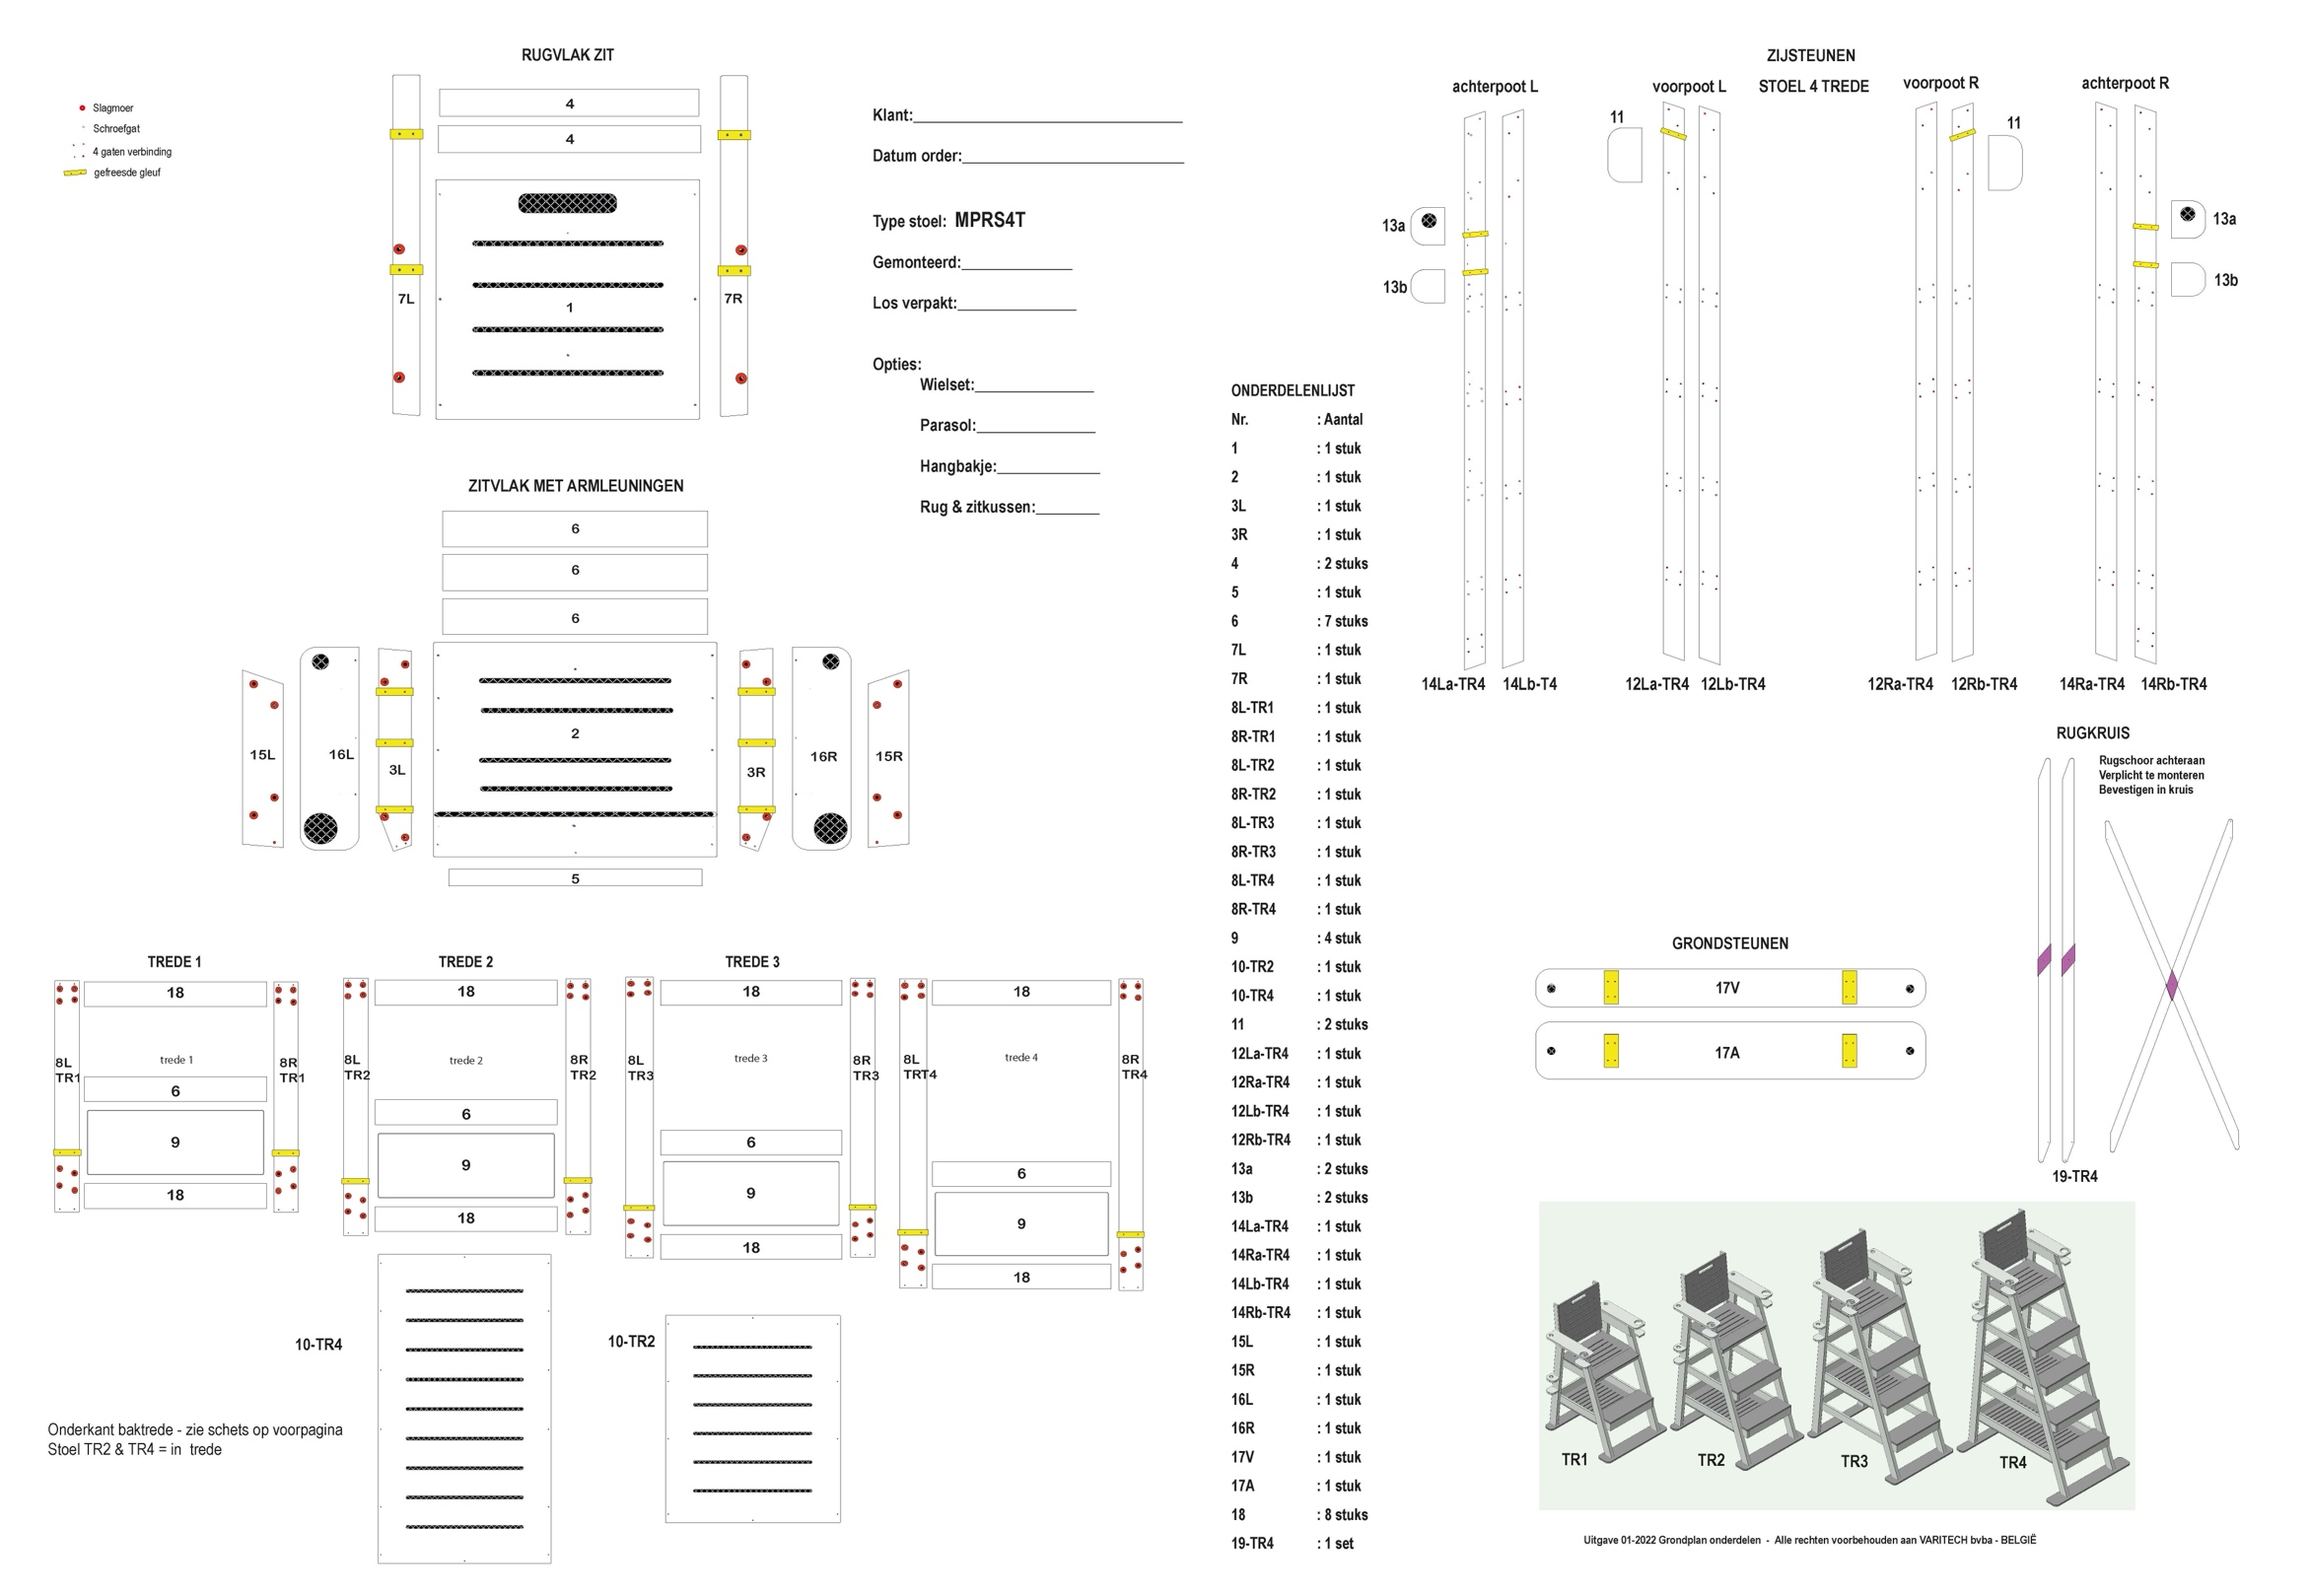 RUGVLAK ZIT
Slagmoer
Schroefgat
4 gaten verbinding
gefreesde gleuf
4
4
7L
1
7R
ZITVLAK MET ARMLEUNINGEN
6
6
6
15L
16L
3L
2
3R
16R
15R
5
Klant:
Datum order:
Type stoel: MPRS4T
Gemonteerd:
Los verpakt:
Opties:
Wielset:
Parasol:
Hangbakje:
Rug & zitkussen:
TREDE 1
18
8L
TR1
trede 1
8R
TR1
6
9
18
TREDE 2
18
8L
TR2
trede 2
8R
TR2
6
9
18
TREDE 3
18
8L
TR3
trede 3
8R
TR3
6
9
18
18
8L
TRT4
trede 4
8R
TR4
6
9
18
10-TR4
10-TR2
Onderkant baktrede - zie schets op voorpagina
Stoel TR2 & TR4 = in trede
ONDERDELENLIJST
Nr. : Aantal
1 : 1 stuk
2 : 1 stuk
3L : 1 stuk
3R : 1 stuk
4 : 2 stuks
5 : 1 stuk
6 : 7 stuks
7L : 1 stuk
7R : 1 stuk
8L-TR1 : 1 stuk
8R-TR1 : 1 stuk
8L-TR2 : 1 stuk
8R-TR2 : 1 stuk
8L-TR3 : 1 stuk
8R-TR3 : 1 stuk
8L-TR4 : 1 stuk
8R-TR4 : 1 stuk
9 : 4 stuk
10-TR2 : 1 stuk
10-TR4 : 1 stuk
11 : 2 stuks
12La-TR4 : 1 stuk
12Ra-TR4 : 1 stuk
12Lb-TR4 : 1 stuk
12Rb-TR4 : 1 stuk
13a : 2 stuks
13b : 2 stuks
14La-TR4 : 1 stuk
14Ra-TR4 : 1 stuk
14Lb-TR4 : 1 stuk
14Rb-TR4 : 1 stuk
15L : 1 stuk
15R : 1 stuk
16L : 1 stuk
16R : 1 stuk
17V : 1 stuk
17A : 1 stuk
18 : 8 stuks
19-TR4 : 1 set
ZIJSTEUNEN
STOEL 4 TREDE
achterpoot L
voorpoot L
voorpoot R
achterpoot R
11
11
13a
13a
13b
13b
14La-TR4
14Lb-T4
12La-TR4
12Lb-TR4
12Ra-TR4
12Rb-TR4
14Ra-TR4
14Rb-TR4
RUGKRUIS
Rugschoor achteraan
Verplicht te monteren
Bevestigen in kruis
19-TR4
GRONDSTEUNEN
17V
17A
TR1
TR2
TR3
TR4
Uitgave 01-2022 Grondplan onderdelen - Alle rechten voorbehouden aan VARITECH bvba - BELGIË